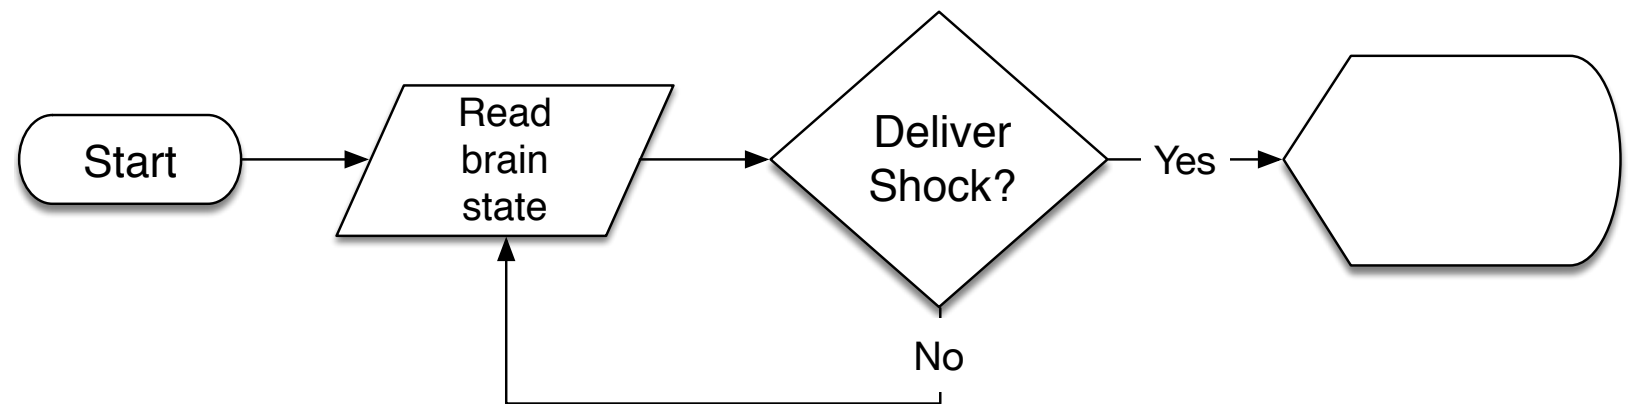 Start
Read
brain
state
Deliver
Shock?
Yes
No